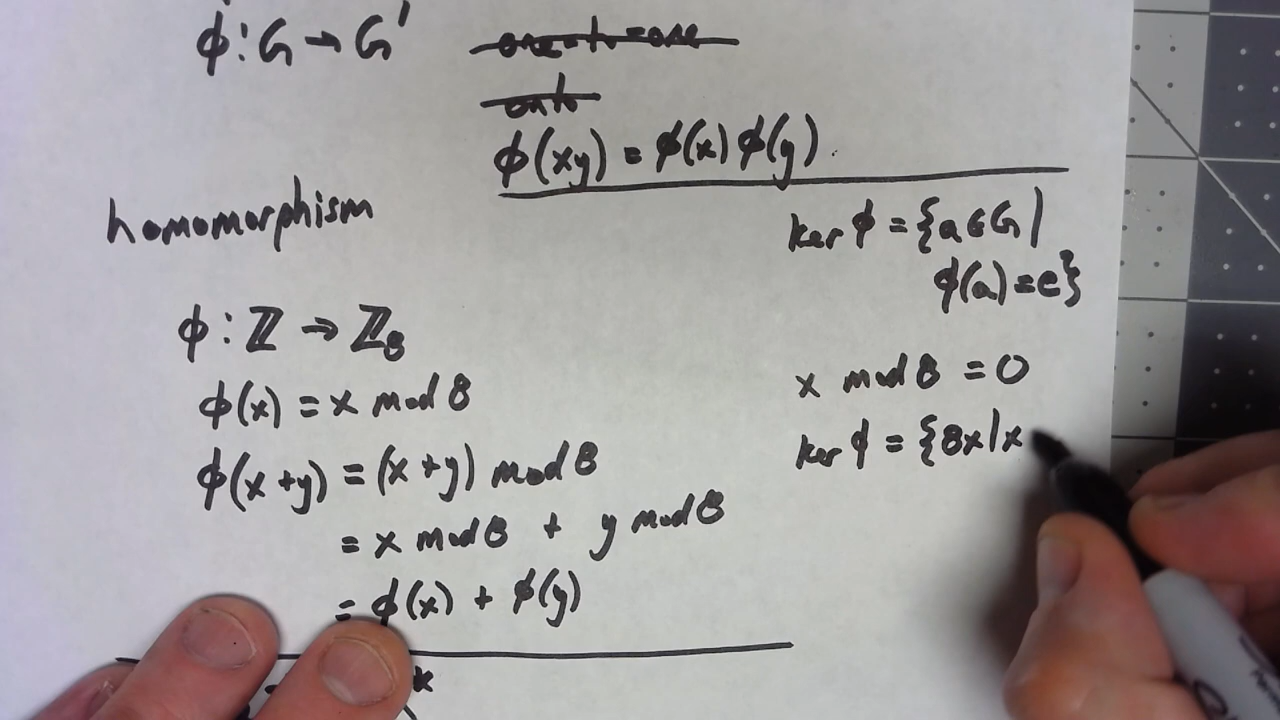 ϕ: G → G'
one-to-one
onto
ϕ(xy) = ϕ(x) ϕ(y).
homomorphism
ker ϕ = {a ∈ G |
ϕ(a) = e}
ϕ: ℤ → ℤ₈
ϕ(x) = x mod 8
ϕ(x+y) = (x+y) mod 8
= x mod 8 + y mod 8
= ϕ(x) + ϕ(y)
x mod 8 = 0
ker ϕ = {8x | x